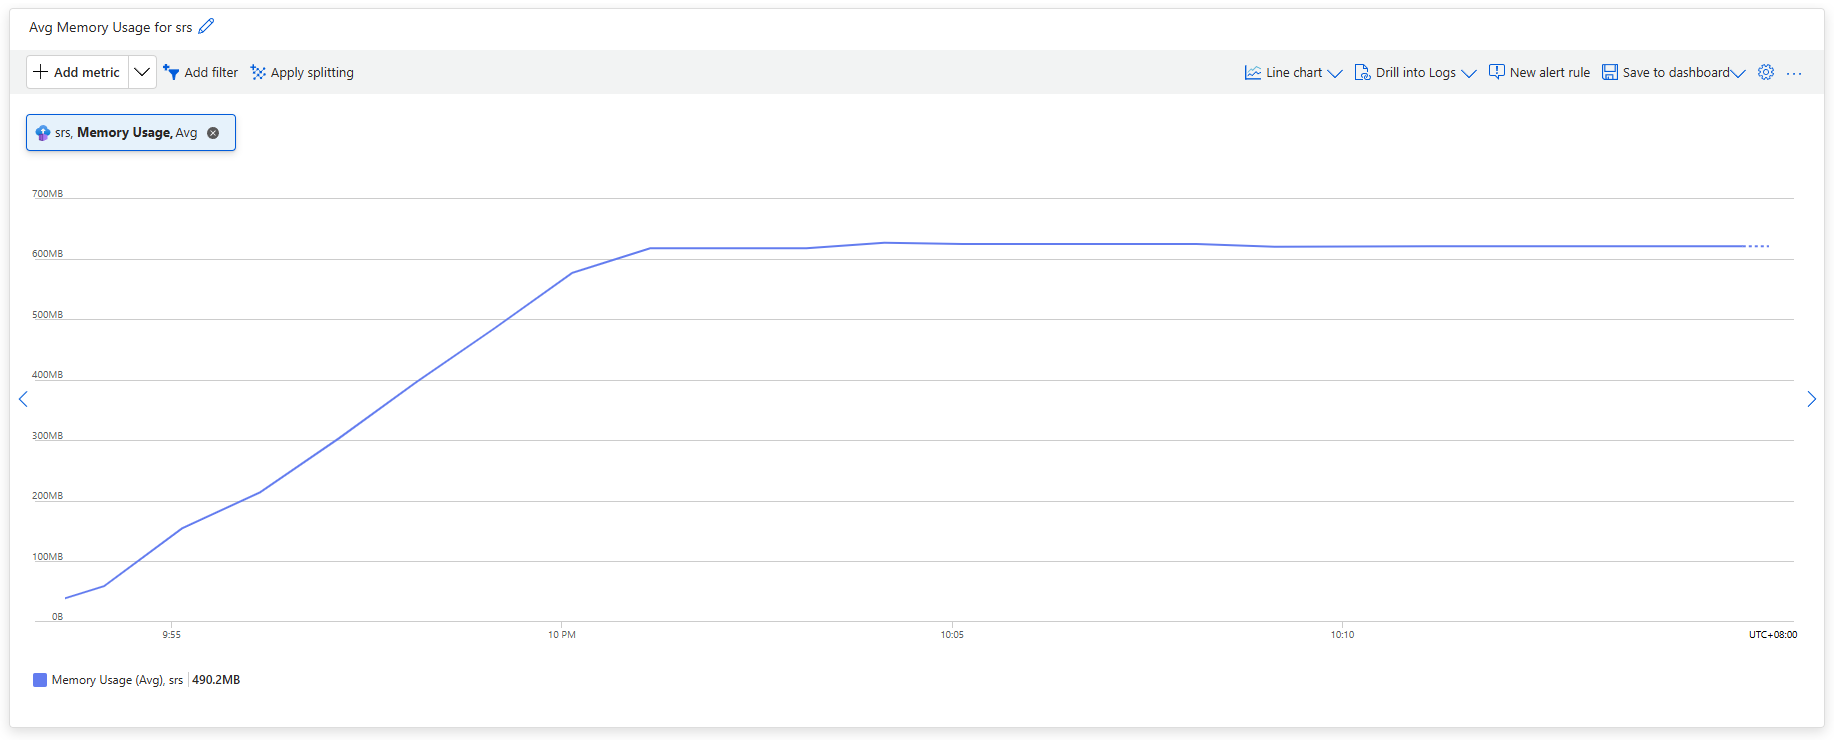 Avg Memory Usage for srs
Add metric Add filter Apply splitting Line chart Drill into Logs New alert rule Save to dashboard ...
srs, Memory Usage, Avg
700MB
600MB
500MB
400MB
300MB
200MB
100MB
0B
9:55 10 PM 10:05 10:10 UTC+08:00
Memory Usage (Avg), srs 490.2MB